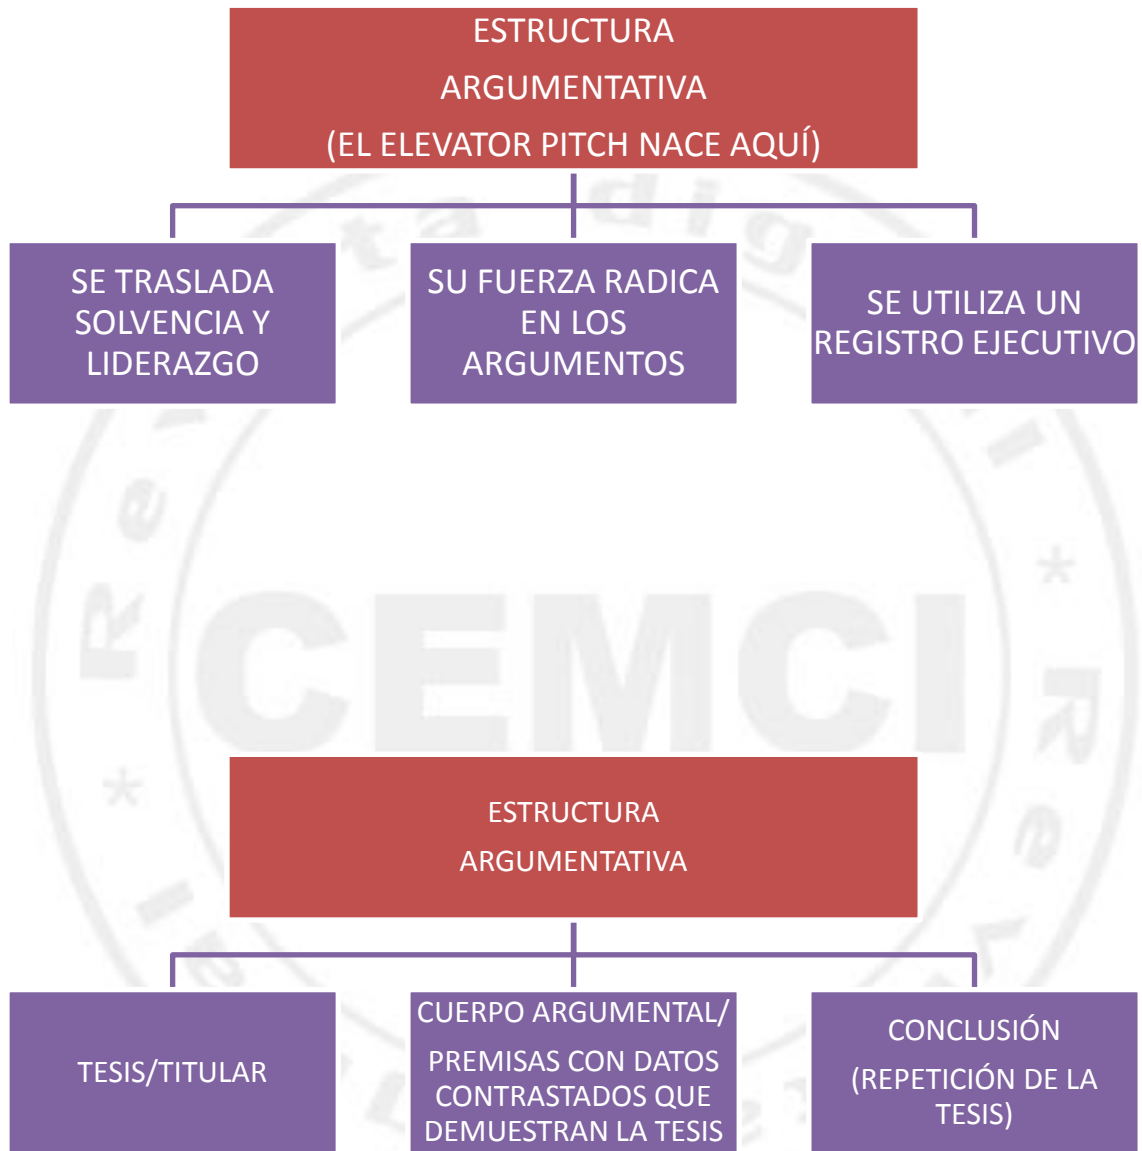 ESTRUCTURA
ARGUMENTATIVA
(EL ELEVATOR PITCH NACE AQUÍ)
SE TRASLADA
SOLVENCIA Y
LIDERAZGO
SU FUERZA RADICA
EN LOS
ARGUMENTOS
SE UTILIZA UN
REGISTRO EJECUTIVO
CEMCI
ESTRUCTURA
ARGUMENTATIVA
TESIS/TITULAR
CUERPO ARGUMENTAL/
PREMISAS CON DATOS
CONTRASTADOS QUE
DEMUESTRAN LA TESIS
CONCLUSIÓN
(REPETICIÓN DE LA
TESIS)